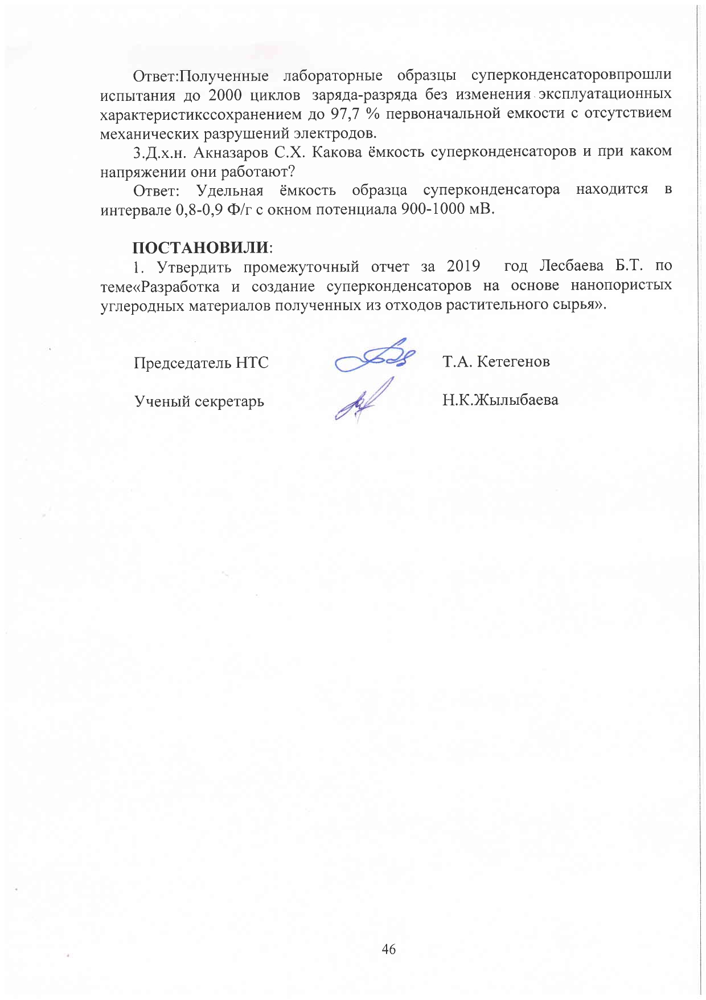 Ответ:Полученные лабораторные образцы суперконденсаторовпрошли
испытания до 2000 циклов заряда-разряда без изменения эксплуатационных
характеристикссохранением до 97,7 % первоначальной емкости с отсутствием
механических разрушений электродов.
3.Д.х.н. Акназаров С.Х. Какова ёмкость суперконденсаторов и при каком
напряжении они работают?
Ответ: Удельная ёмкость образца суперконденсатора находится в
интервале 0,8-0,9 Ф/г с окном потенциала 900-1000 мВ.
ПОСТАНОВИЛИ:
1. Утвердить промежуточный отчет за 2019 год Лесбаева Б.Т. по
теме«Разработка и создание суперконденсаторов на основе нанопористых
углеродных материалов полученных из отходов растительного сырья».
Председатель НТС Т.А. Кетегенов
Ученый секретарь Н.К.Жылыбаева
46